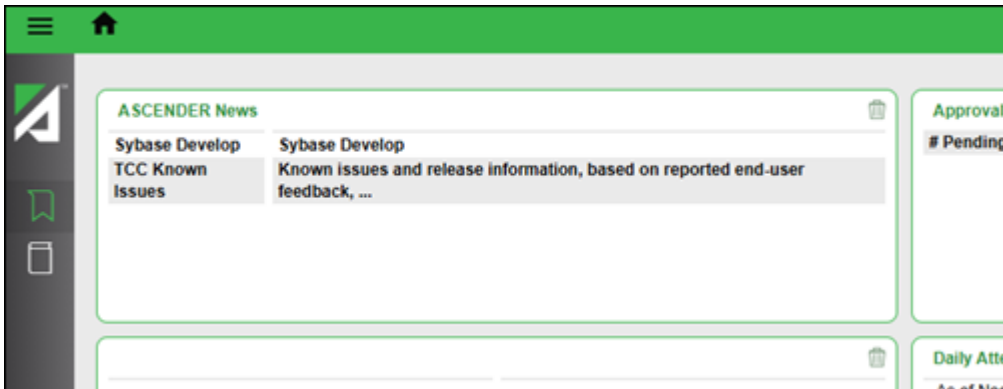 ASCENDER News
Sybase Develop Sybase Develop
TCC Known Known issues and release information, based on reported end-user
Issues feedback, ...
Approval
# Pending
Daily Atte